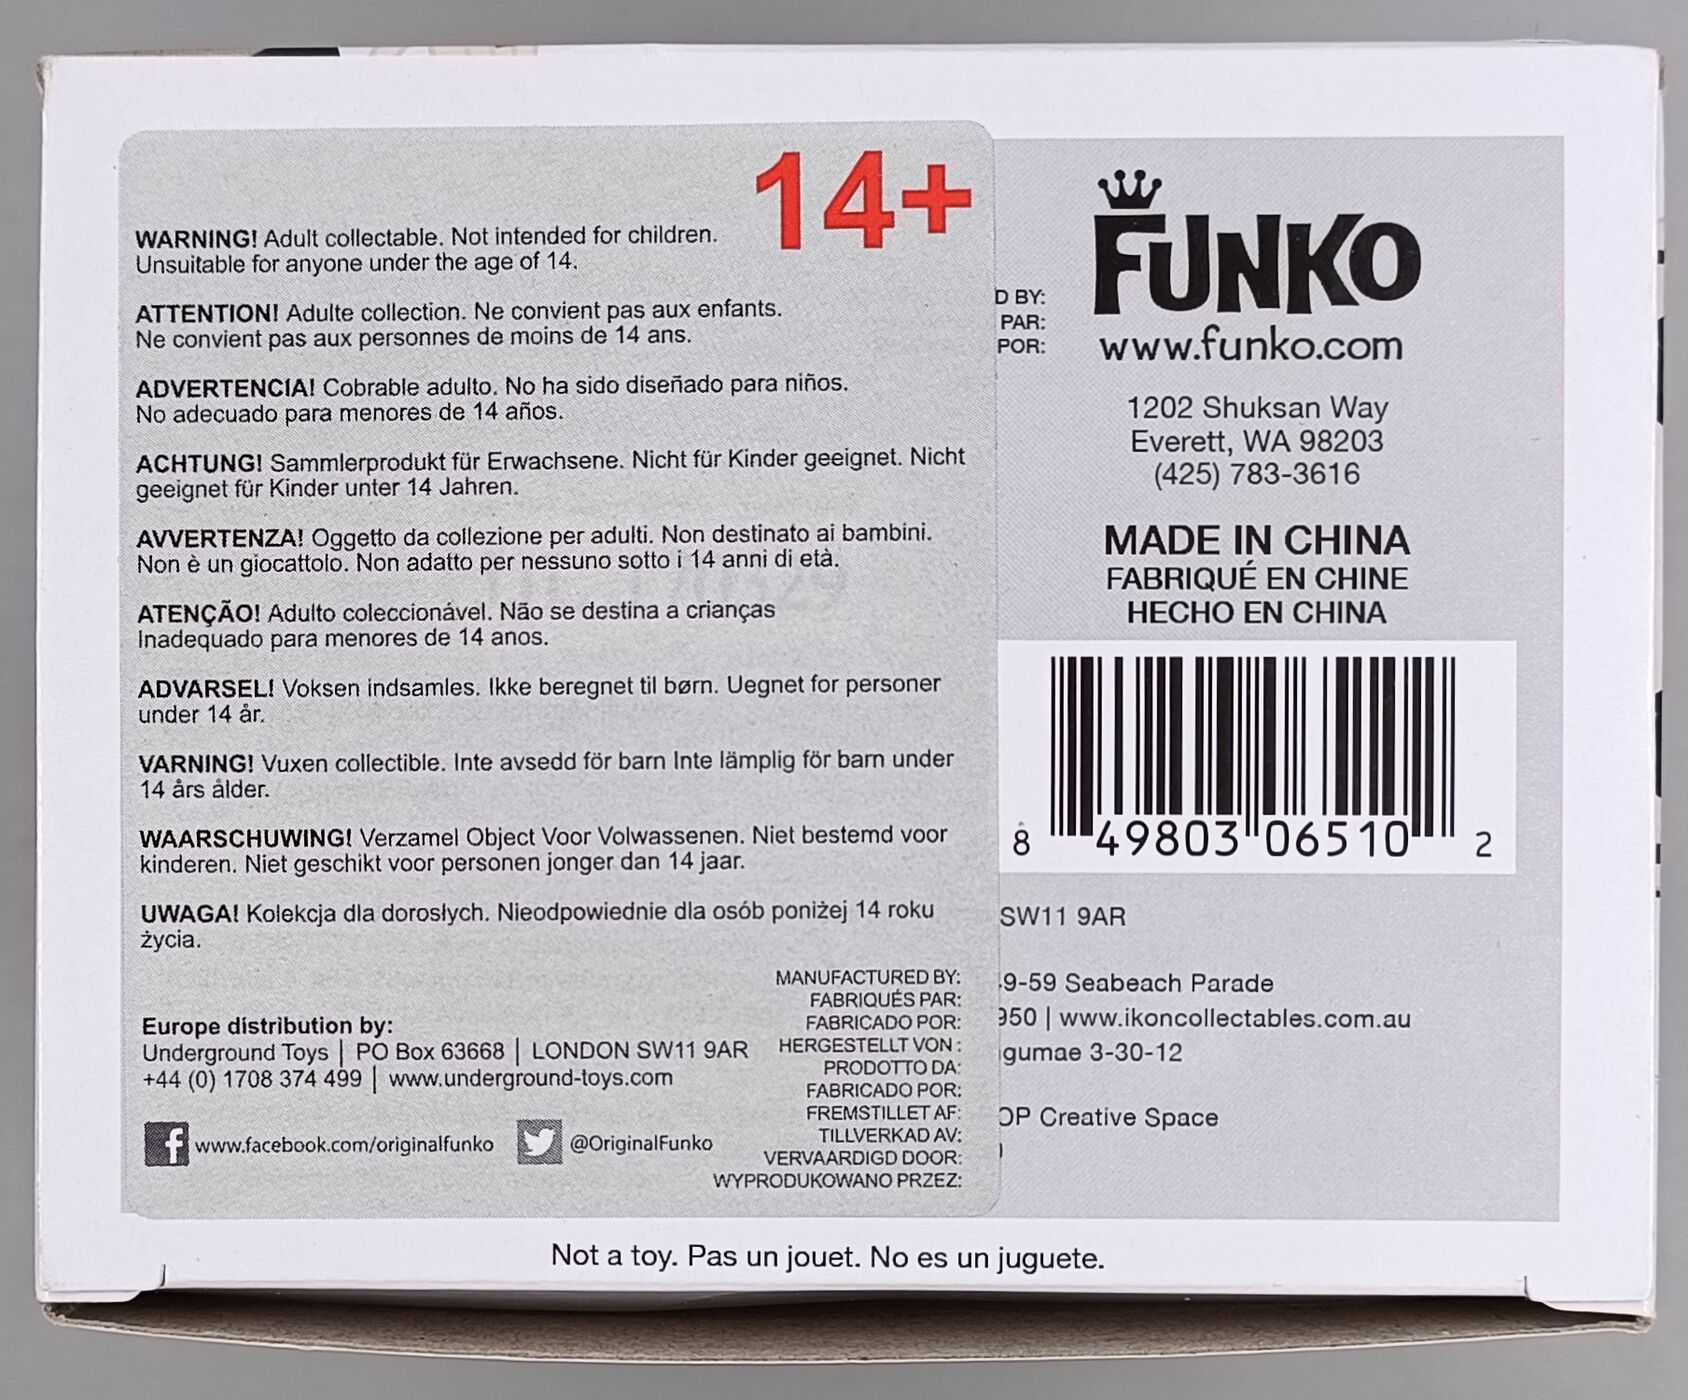 14+
WARNING! Adult collectable. Not intended for children.
Unsuitable for anyone under the age of 14.
ATTENTION! Adulte collection. Ne convient pas aux enfants.
Ne convient pas aux personnes de moins de 14 ans.
ADVERTENCIA! Cobrable adulto. No ha sido diseñado para niños.
No adecuado para menores de 14 años.
ACHTUNG! Sammlerprodukt für Erwachsene. Nicht für Kinder geeignet. Nicht
geeignet für Kinder unter 14 Jahren.
AVVERTENZA! Oggetto da collezione per adulti. Non destinato ai bambini.
Non è un giocattolo. Non adatto per nessuno sotto i 14 anni di età.
ATENÇÃO! Adulto coleccionável. Não se destina a crianças
Inadequado para menores de 14 anos.
ADVARSEL! Voksen indsamles. Ikke beregnet til børn. Uegnet for personer
under 14 år.
VARNING! Vuxen collectible. Inte avsedd för barn Inte lämplig för barn under
14 års ålder.
WAARSCHUWING! Verzamel Object Voor Volwassenen. Niet bestemd voor
kinderen. Niet geschikt voor personen jonger dan 14 jaar.
UWAGA! Kolekcja dla dorosłych. Nieodpowiednie dla osób poniżej 14 roku
życia.
Europe distribution by:
Underground Toys | PO Box 63668 | LONDON SW11 9AR
+44 (0) 1708 374 499 | www.underground-toys.com
www.facebook.com/originalfunko @OriginalFunko
MANUFACTURED BY:
FABRIQUÉS PAR:
FABRICADO POR:
HERGESTELLT VON :
PRODOTTO DA:
FABRICADO POR:
FREMSTILLET AF:
TILLVERKAD AV:
VERVAARDIGD DOOR:
WYPRODUKOWANO PRZEZ:
D BY:
PAR:
POR:
FUNKO
www.funko.com
1202 Shuksan Way
Everett, WA 98203
(425) 783-3616
MADE IN CHINA
FABRIQUÉ EN CHINE
HECHO EN CHINA
8 49803 06510 2
SW11 9AR
9-59 Seabeach Parade
950 | www.ikoncollectables.com.au
gumae 3-30-12
OP Creative Space
Not a toy. Pas un jouet. No es un juguete.